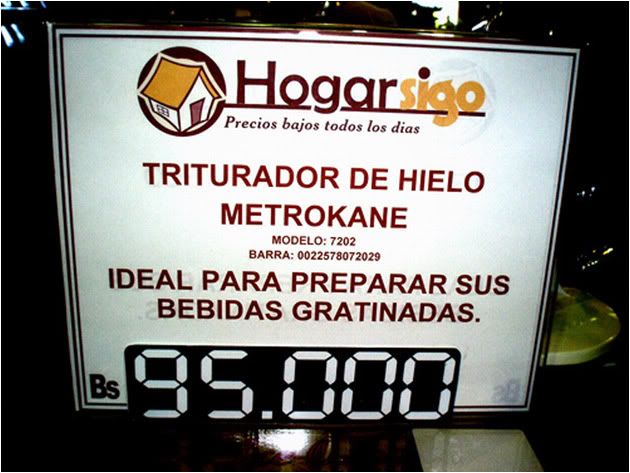 Hogarsigo
Precios bajos todos los dias
TRITURADOR DE HIELO
METROKANE
MODELO: 7202
BARRA: 0022578072029
IDEAL PARA PREPARAR SUS
BEBIDAS GRATINADAS.
Bs 95.000